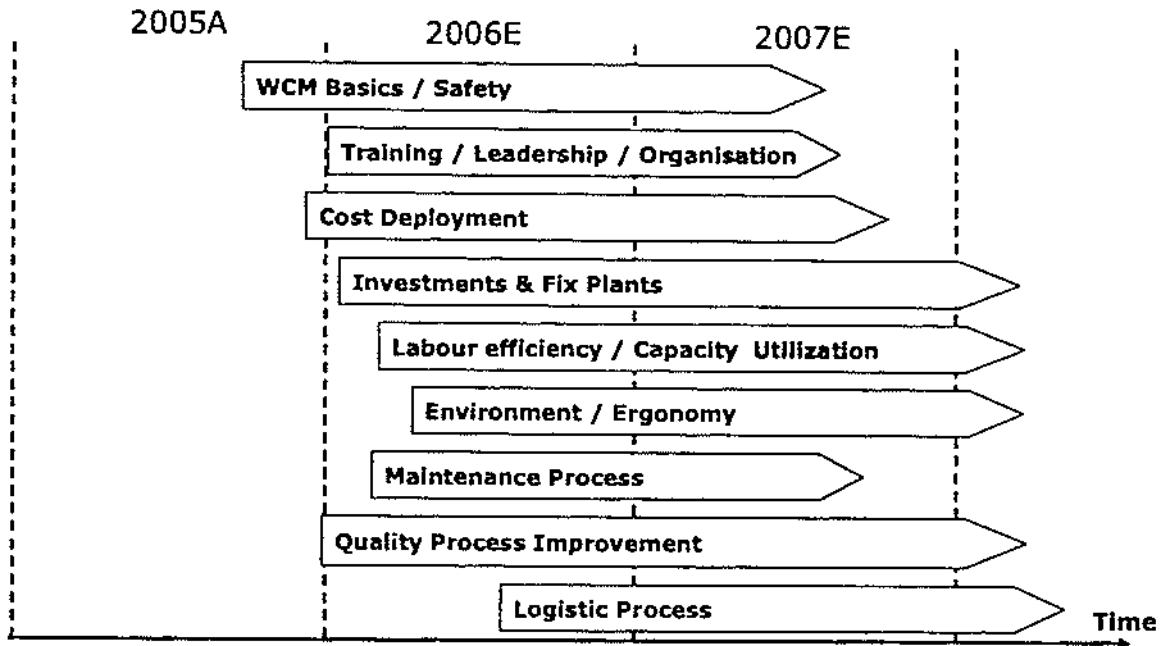 2005A
2006E
2007E
WCM Basics / Safety
Training / Leadership / Organisation
Cost Deployment
Investments & Fix Plants
Labour efficiency / Capacity Utilization
Environment / Ergonomy
Maintenance Process
Quality Process Improvement
Logistic Process
Time